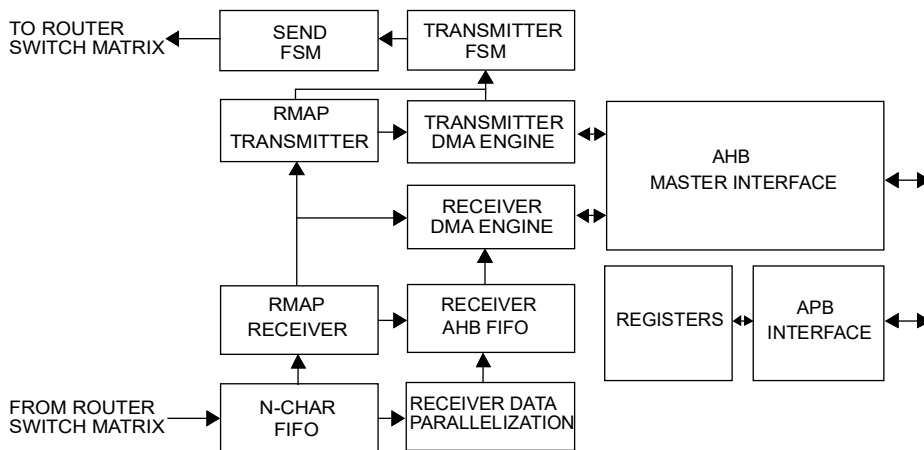 TO ROUTER
SWITCH MATRIX
SEND
FSM
TRANSMITTER
FSM
RMAP
TRANSMITTER
TRANSMITTER
DMA ENGINE
AHB
MASTER INTERFACE
RECEIVER
DMA ENGINE
RMAP
RECEIVER
RECEIVER
AHB FIFO
REGISTERS
APB
INTERFACE
FROM ROUTER
SWITCH MATRIX
N-CHAR
FIFO
RECEIVER DATA
PARALLELIZATION